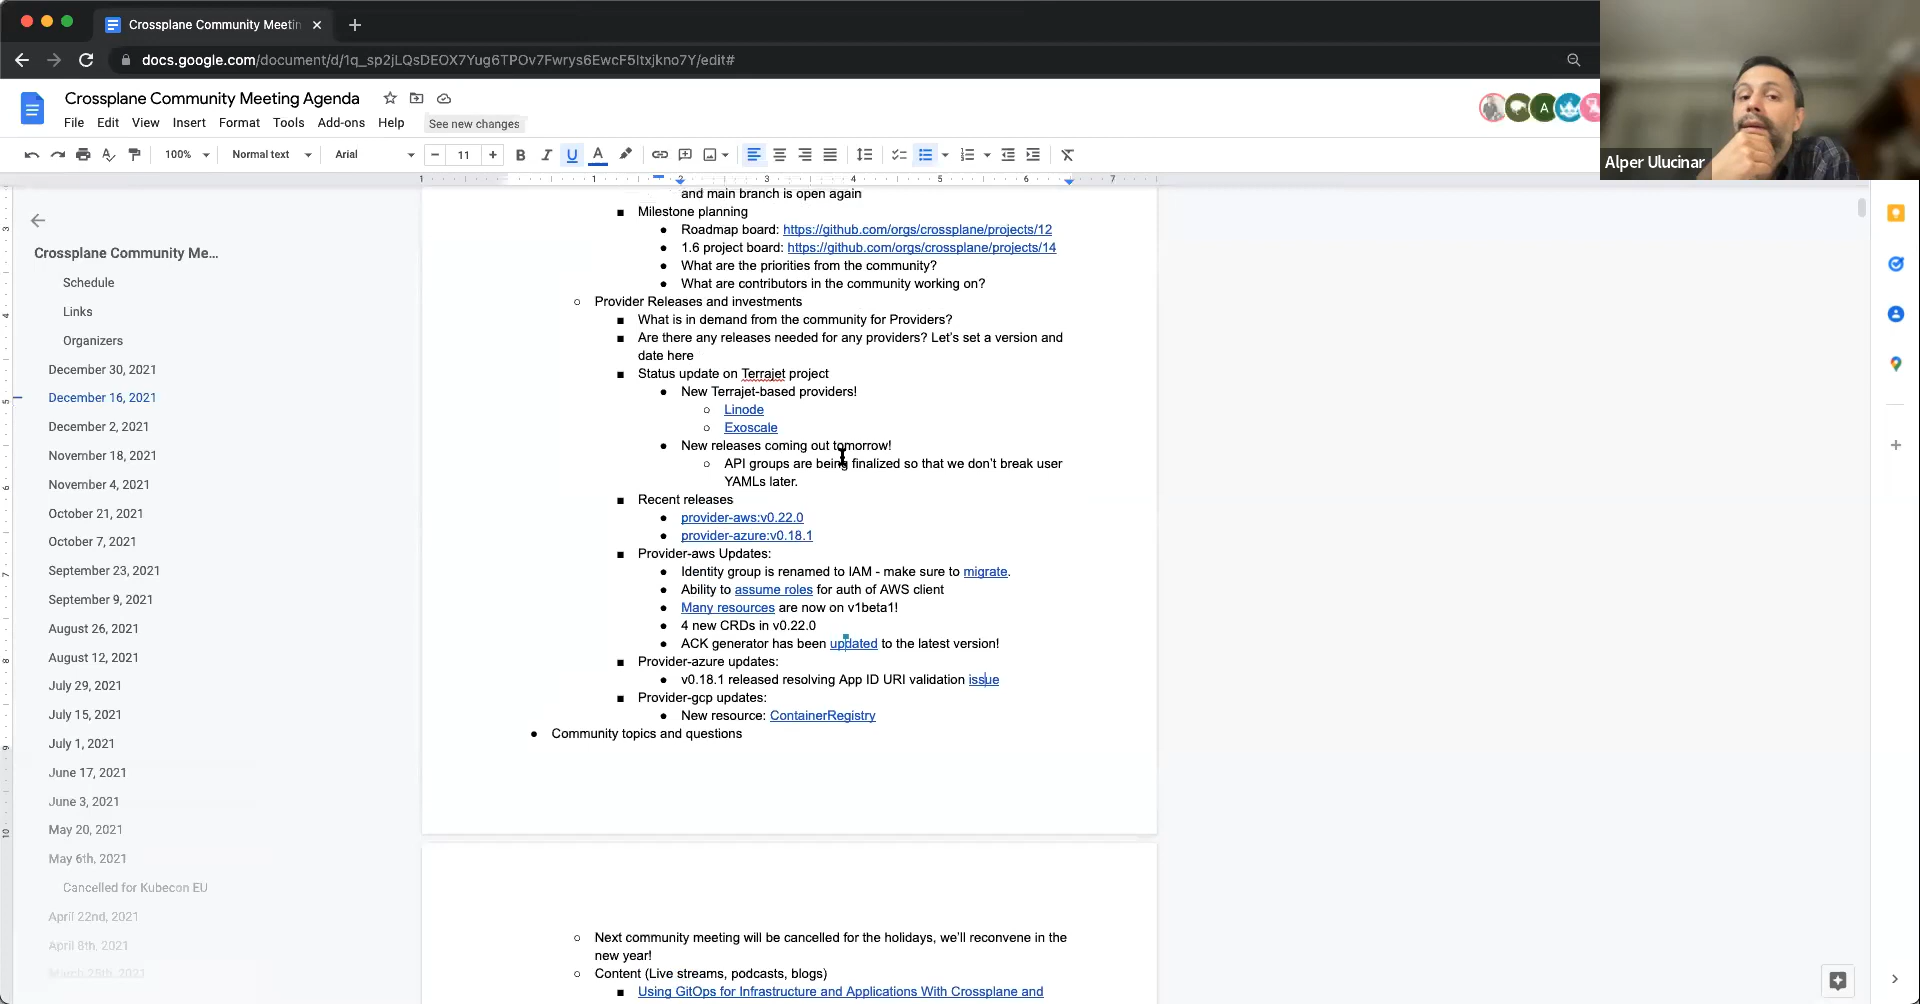 Crossplane Community Meetin
docs.google.com/document/d/1q_sp2jLQsDEOX7Yug6TPOv7Fwrys6EwcF5ltxjkno7Y/edit#
Crossplane Community Meeting Agenda
File Edit View Insert Format Tools Add-ons Help See new changes
A
100% Normal text Arial 11
Alper Ulucinar
1 1 2 3 4 5 6 7
Crossplane Community Me...
Schedule
Links
Organizers
December 30, 2021
December 16, 2021
December 2, 2021
November 18, 2021
November 4, 2021
October 21, 2021
October 7, 2021
September 23, 2021
September 9, 2021
August 26, 2021
August 12, 2021
July 29, 2021
July 15, 2021
July 1, 2021
June 17, 2021
June 3, 2021
May 20, 2021
May 6th, 2021
Cancelled for Kubecon EU
April 22nd, 2021
April 8th, 2021
March 25th, 2021
and main branch is open again
Milestone planning
Roadmap board: https://github.com/orgs/crossplane/projects/12
1.6 project board: https://github.com/orgs/crossplane/projects/14
What are the priorities from the community?
What are contributors in the community working on?
Provider Releases and investments
What is in demand from the community for Providers?
Are there any releases needed for any providers? Let's set a version and
date here
Status update on Terrajet project
New Terrajet-based providers!
Linode
Exoscale
New releases coming out tomorrow!
API groups are being finalized so that we don't break user
YAMLs later.
Recent releases
provider-aws:v0.22.0
provider-azure:v0.18.1
Provider-aws Updates:
Identity group is renamed to IAM - make sure to migrate.
Ability to assume roles for auth of AWS client
Many resources are now on v1beta1!
4 new CRDs in v0.22.0
ACK generator has been updated to the latest version!
Provider-azure updates:
v0.18.1 released resolving App ID URI validation issue
Provider-gcp updates:
New resource: ContainerRegistry
Community topics and questions
Next community meeting will be cancelled for the holidays, we'll reconvene in the
new year!
Content (Live streams, podcasts, blogs)
Using GitOps for Infrastructure and Applications With Crossplane and